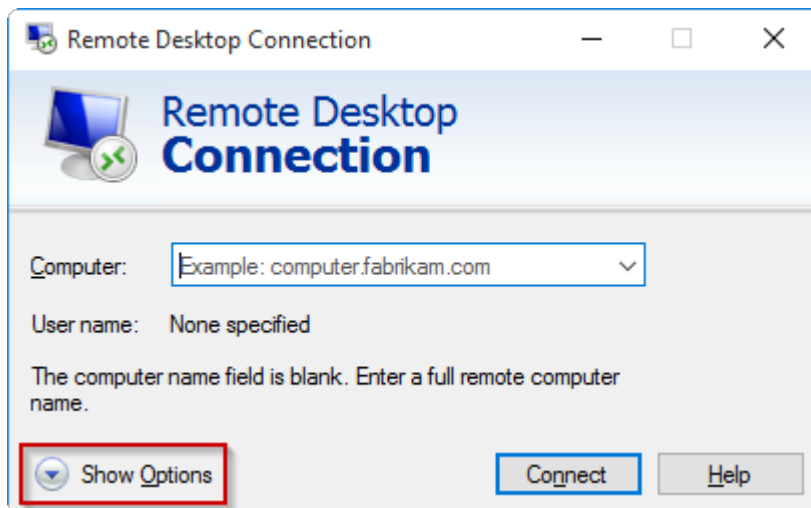 Remote Desktop Connection
Remote Desktop
Connection
Computer: Example: computer.fabrikam.com
User name: None specified
The computer name field is blank. Enter a full remote computer
name.
Show Options Connect Help